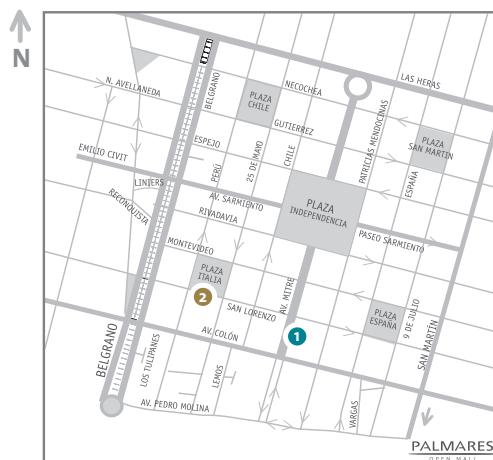 N
LAS HERAS
NECOCHEA
N. AVELLANEDA
BELGRANO
PLAZA
CHILE
GUTIERREZ
PATRICIAS MENDOCINAS
PLAZA
SAN MARTIN
ESPEJO
EMILIO CIVIT
PERÚ
25 DE MAYO
CHILE
ESPAÑA
LINIERS
RECONQUISTA
AV. SARMIENTO
RIVADAVIA
PLAZA
INDEPENDENCIA
PASEO SARMIENTO
MONTEVIDEO
PLAZA
ITALIA
2
SAN LORENZO
AV. MITRE
PLAZA
ESPAÑA
9 DE JULIO
SAN MARTÍN
1
AV. COLÓN
BELGRANO
LOS TULIPANES
LEMOS
VARGAS
AV. PEDRO MOLINA
PALMARES
OPEN MALL